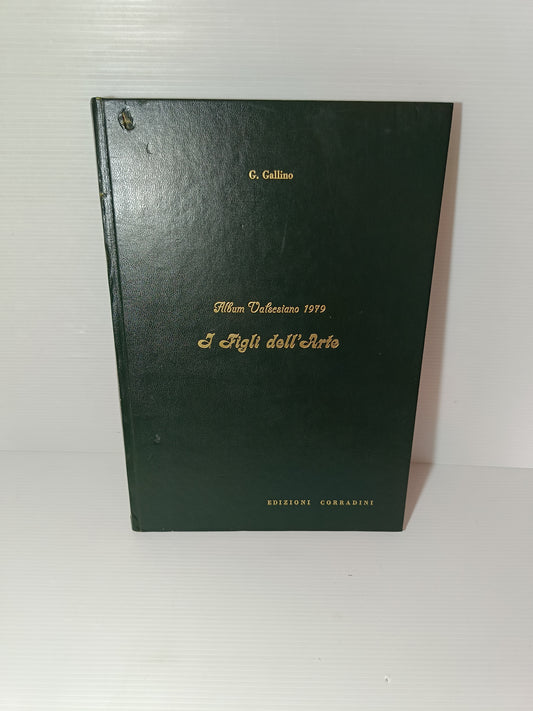 G. Gallino
Album Valsesiano 1979
I Figli dell'Arte
EDIZIONI CORRADINI